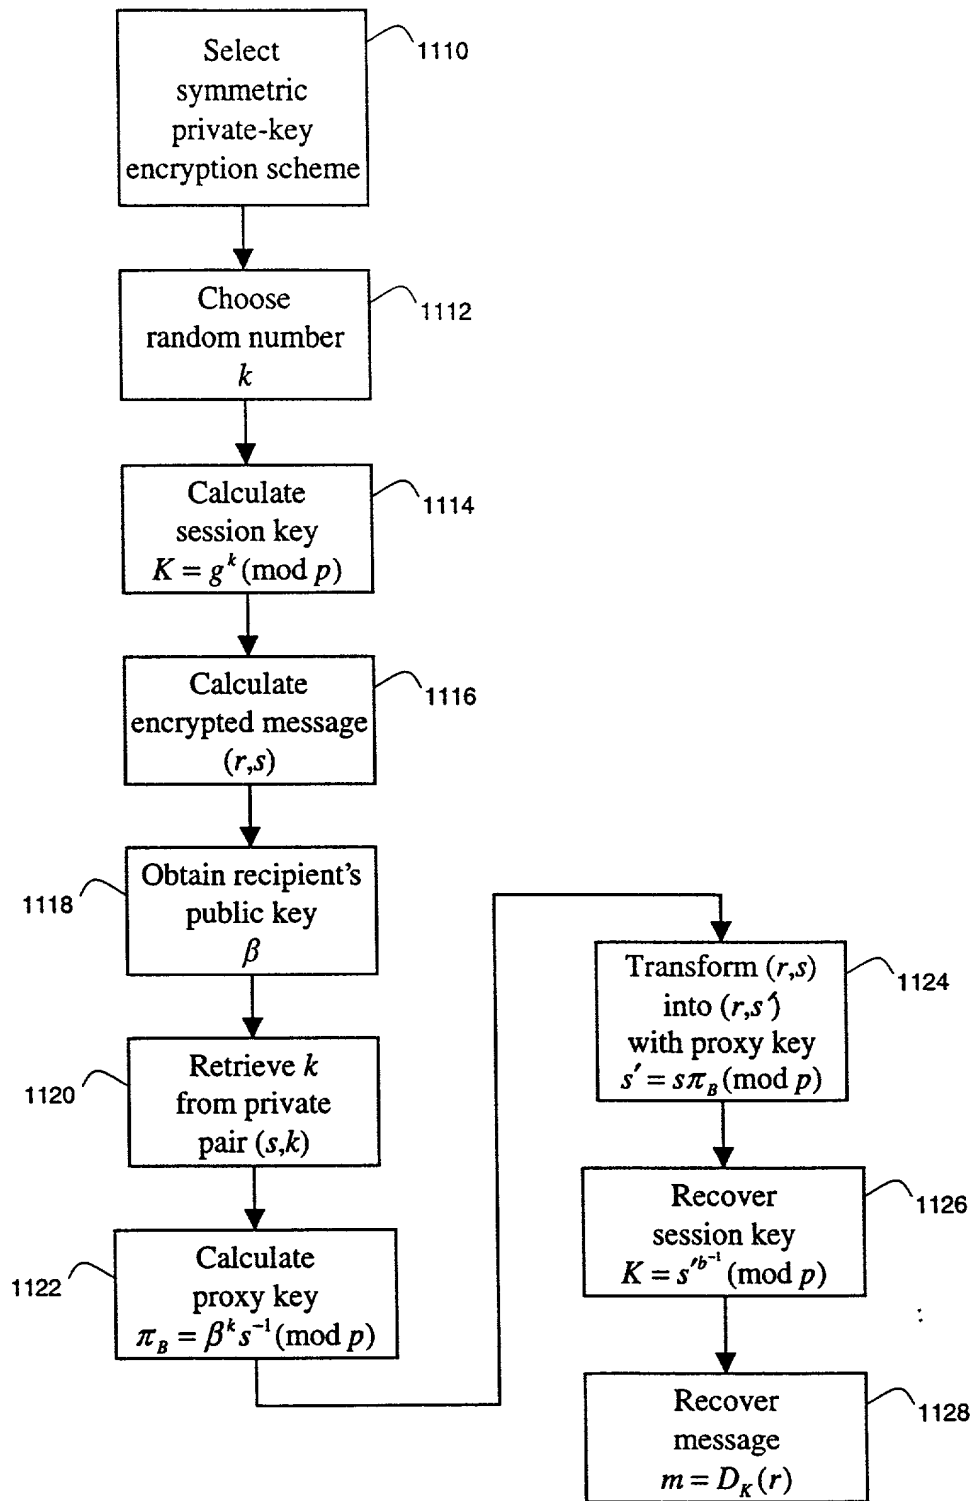 Select
symmetric
private-key
encryption scheme
1110
Choose
random number
k
1112
Calculate
session key
K = g^k (mod p)
1114
Calculate
encrypted message
(r,s)
1116
Obtain recipient's
public key
β
1118
Retrieve k
from private
pair (s,k)
1120
Calculate
proxy key
π_B = β^k s^-1 (mod p)
1122
Transform (r,s)
into (r,s')
with proxy key
s' = sπ_B (mod p)
1124
Recover
session key
K = s'^b^-1 (mod p)
1126
Recover
message
m = D_K(r)
1128